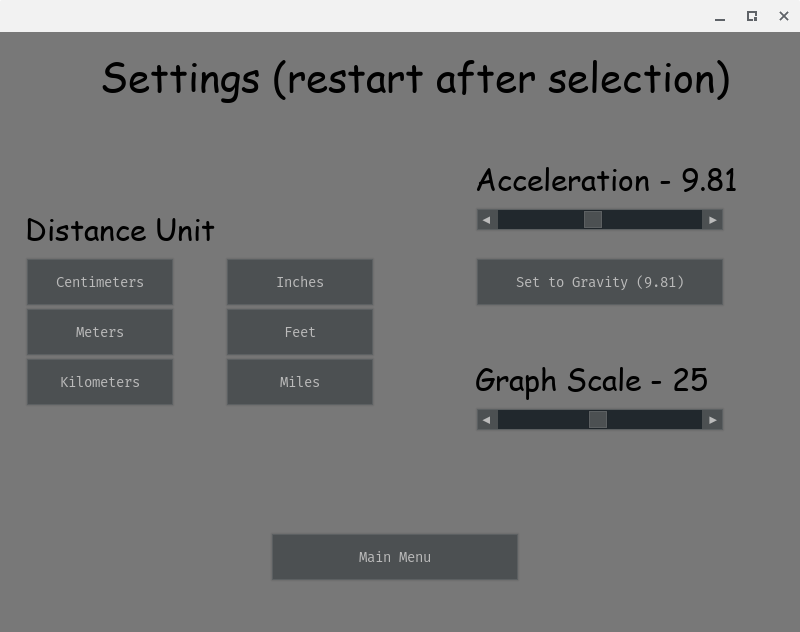 Settings (restart after selection)
Distance Unit
Centimeters
Inches
Meters
Feet
Kilometers
Miles
Acceleration - 9.81
Set to Gravity (9.81)
Graph Scale - 25
Main Menu